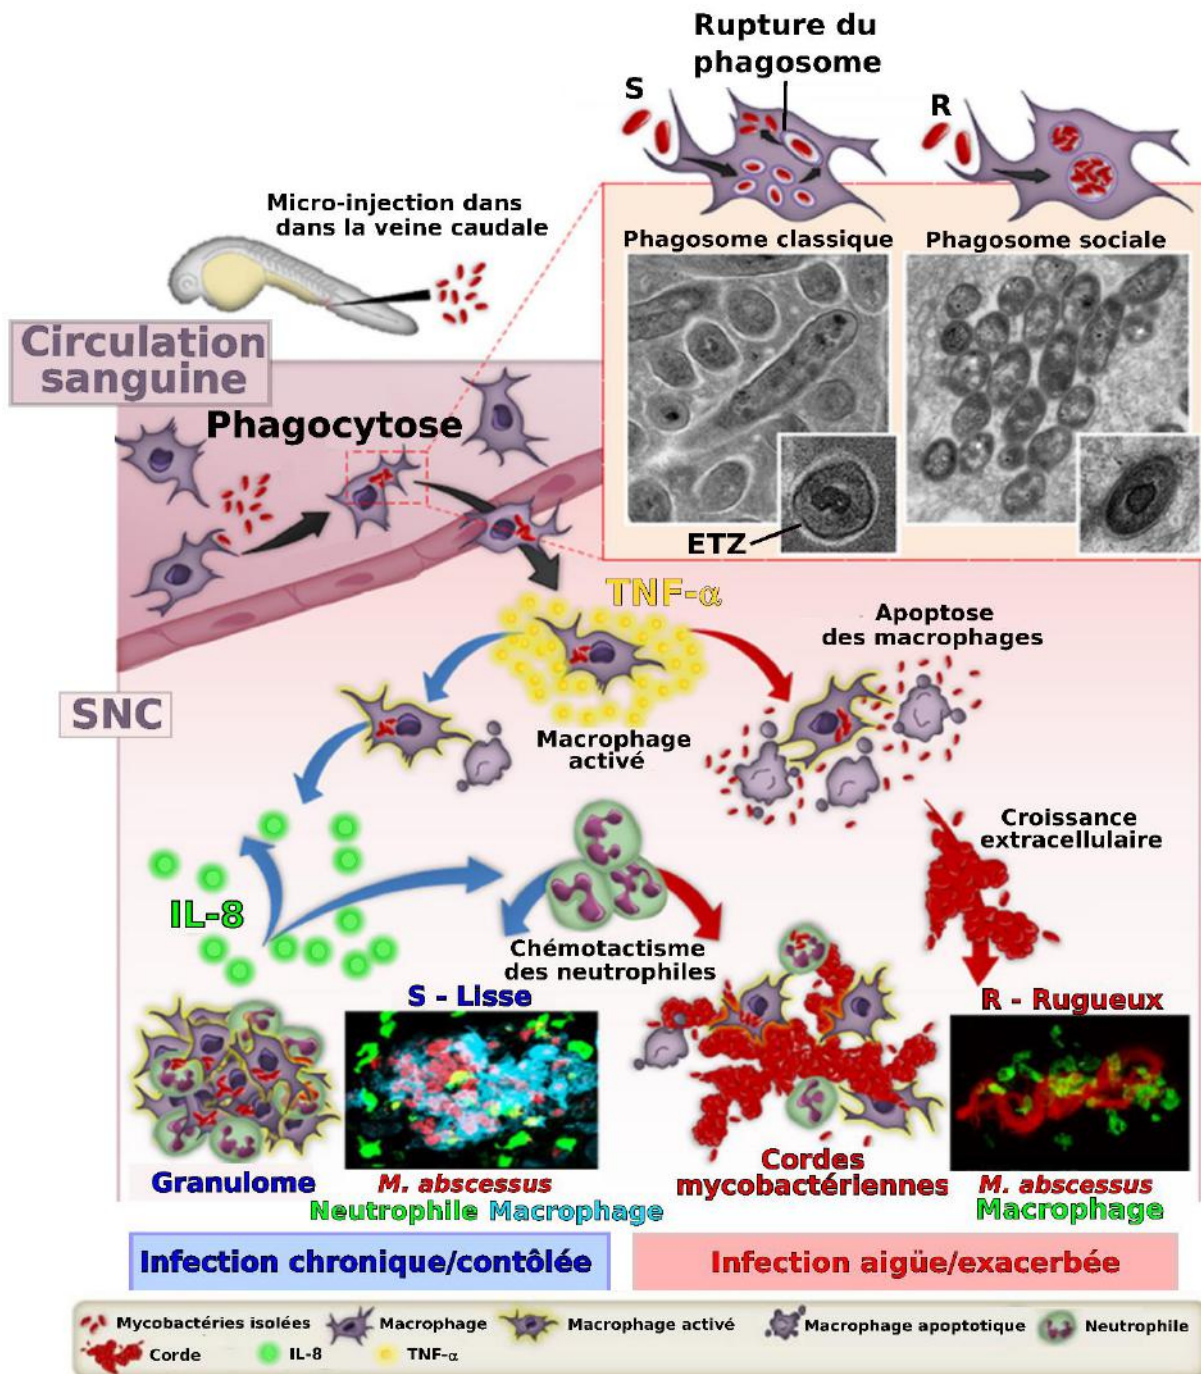 Rupture du
phagosome
S
R
Micro-injection dans
dans la veine caudale
Phagosome classique
Phagosome sociale
Circulation
sanguine
Phagocytose
ETZ
TNF-α
Apoptose
des macrophages
SNC
Macrophage
activé
Croissance
extracellulaire
IL-8
Chémotactisme
des neutrophiles
S - Lisse
R - Rugueux
Granulome
M. abscessus
Neutrophile Macrophage
Cordes
mycobactériennes
M. abscessus
Macrophage
Infection chronique/contôlée
Infection aigüe/exacerbée
Mycobactéries isolées
Macrophage
Macrophage activé
Macrophage apoptotique
Neutrophile
Corde
IL-8
TNF-α